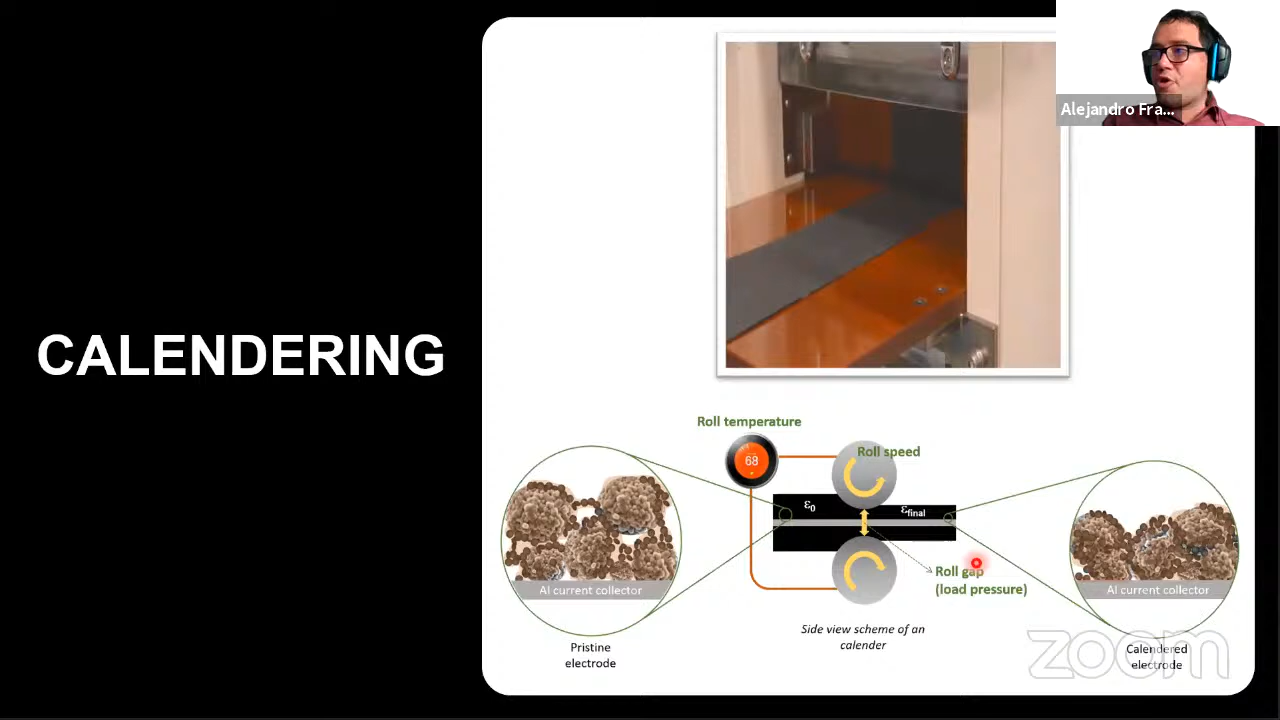 Alejandro Fra...
CALENDERING
Roll temperature
68
Roll speed
ε0
εfinal
Roll gap
(load pressure)
Al current collector
Al current collector
Side view scheme of an
calender
Pristine
electrode
Calendered
electrode
zoom